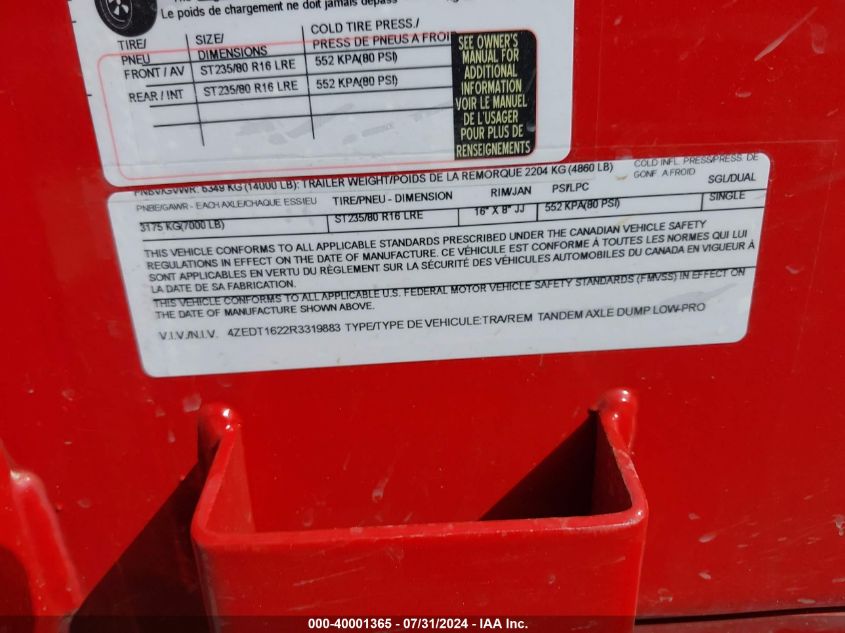 Le poids de chargement ne doit jamais dépass
TIRE/ SIZE/ COLD TIRE PRESS./
PNEU DIMENSIONS PRESS DE PNEUS A FROID
FRONT / AV ST235/80 R16 LRE 552 KPA(80 PSI)
REAR / INT ST235/80 R16 LRE 552 KPA(80 PSI)
SEE OWNER'S
MANUAL FOR
ADDITIONAL
INFORMATION
VOIR LE MANUEL
DE L'USAGER
POUR PLUS DE
RENSEIGNEMENTS
PNBV/GVWR: 6349 KG (14000 LB): TRAILER WEIGHT/POIDS DE LA REMORQUE 2204 KG (4860 LB)
PNBE/GAWR - EACH AXLE/CHAQUE ESSIEU TIRE/PNEU - DIMENSION RIM/JAN PSI/LPC COLD INFL. PRESS/PRESS. DE GONF. A FROID SGL/DUAL
3175 KG(7000 LB) ST235/80 R16 LRE 16" X 8" JJ 552 KPA(80 PSI) SINGLE
THIS VEHICLE CONFORMS TO ALL APPLICABLE STANDARDS PRESCRIBED UNDER THE CANADIAN VEHICLE SAFETY
REGULATIONS IN EFFECT ON THE DATE OF MANUFACTURE. CE VÉHICULE EST CONFORME À TOUTES LES NORMES QUI LUI
SONT APPLICABLES EN VERTU DU RÈGLEMENT SUR LA SÉCURITÉ DES VÉHICULES AUTOMOBILES DU CANADA EN VIGUEUR À
LA DATE DE SA FABRICATION.
THIS VEHICLE CONFORMS TO ALL APPLICABLE U.S. FEDERAL MOTOR VEHICLE SAFETY STANDARDS (FMVSS) IN EFFECT ON
THE DATE OF MANUFACTURE SHOWN ABOVE.
V.I.V./N.I.V. 4ZEDT1622R3319883 TYPE/TYPE DE VEHICULE:TRA/REM TANDEM AXLE DUMP LOW-PRO
000-40001365 - 07/31/2024 - IAA Inc.